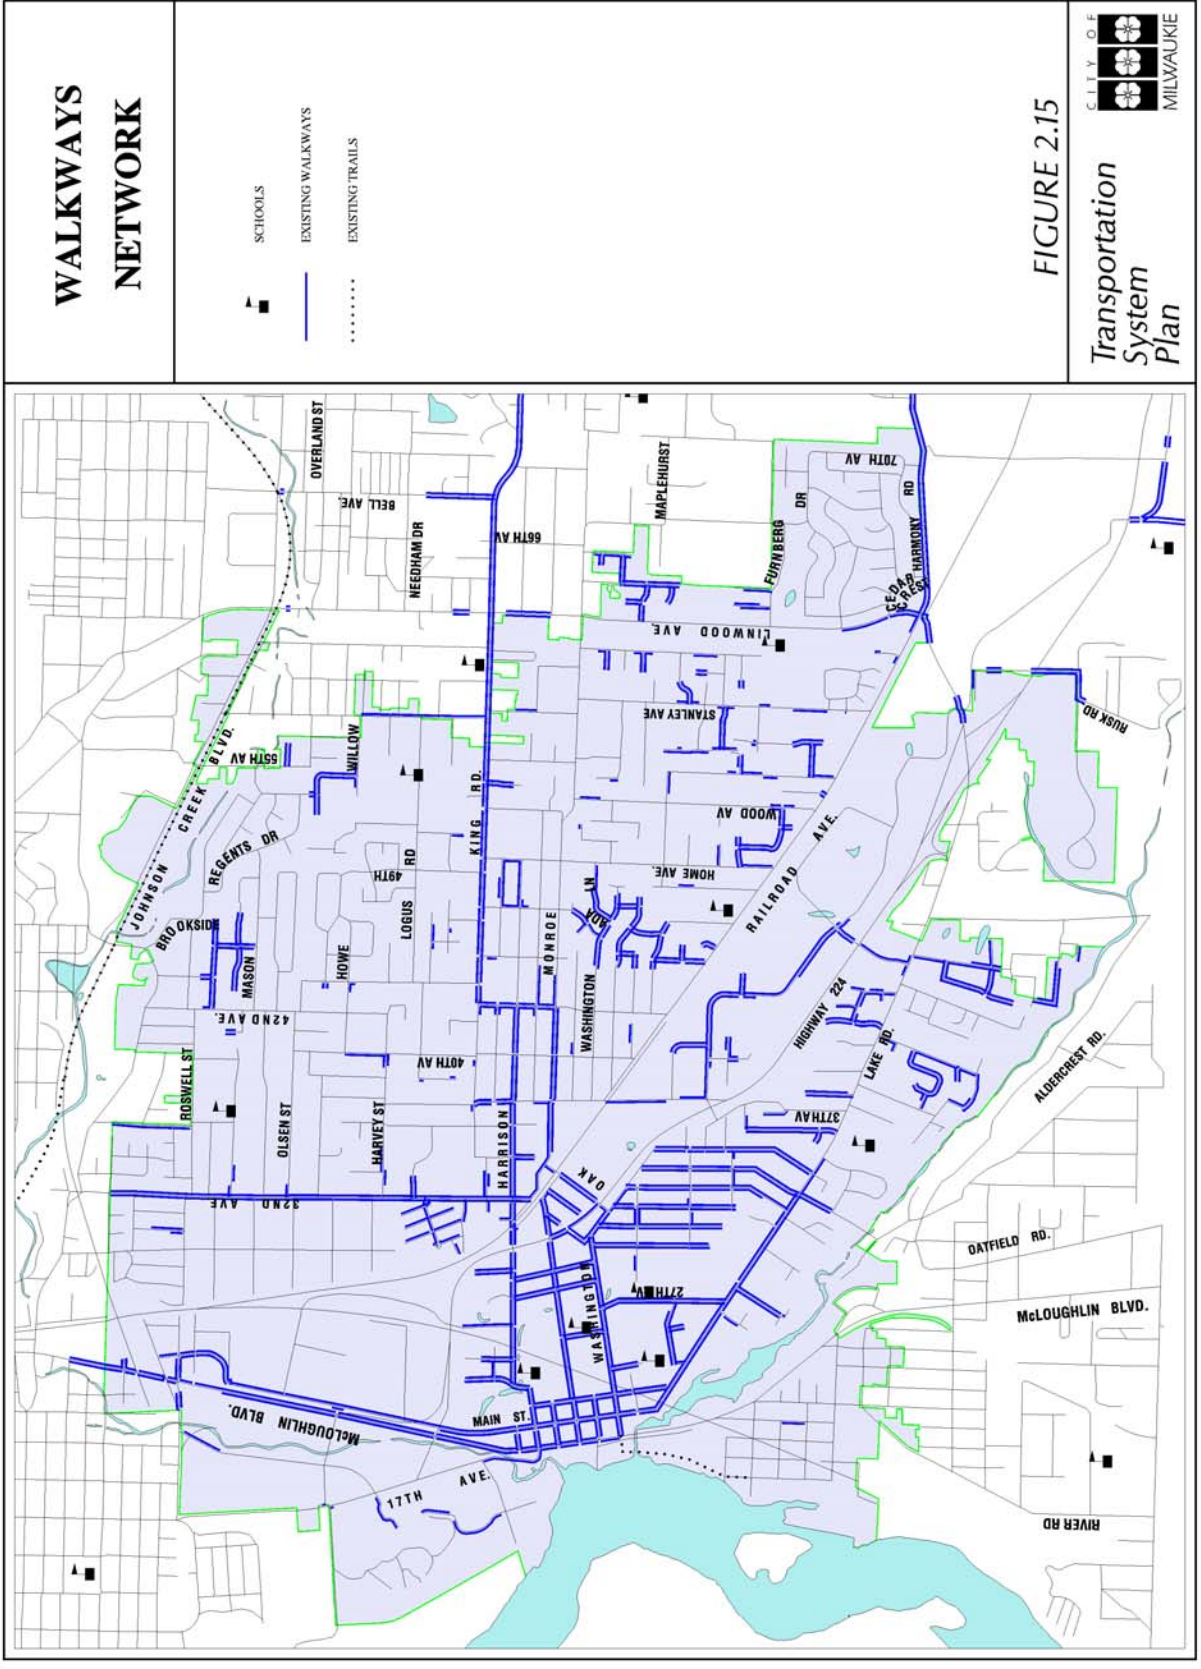 WALKWAYS
NETWORK
SCHOOLS
EXISTING WALKWAYS
EXISTING TRAILS
FIGURE 2.15
Transportation
System
Plan
CITY OF
MILWAUKIE
JOHNSON CREEK BLVD.
OVERLAND ST
BELL AVE.
NEEDHAM DR
66TH AV
MAPLEHURST
FURNBERG DR
70TH AV
HARMONY RD
CEDAR CREST
LINWOOD AVE.
STANLEY AVE
55TH AV
WILLOW
KING RD.
REGENTS DR
BROOKSIDE
MASON
HOWE
LOGUS RD
49TH
MONROE
ADA LN
HOME AVE.
WOOD AV
RAILROAD AVE.
RUSK RD
WASHINGTON
HIGHWAY 224
LAKE RD.
42ND AVE.
40TH AV
ROSWELL ST
OLSEN ST
HARVEY ST
HARRISON
37TH AV
ALDERCREST RD.
32ND AVE
OAK
OATFIELD RD.
McLOUGHLIN BLVD.
27TH AV
WASHINGTON
MAIN ST.
McLOUGHLIN BLVD.
17TH AVE.
RIVER RD